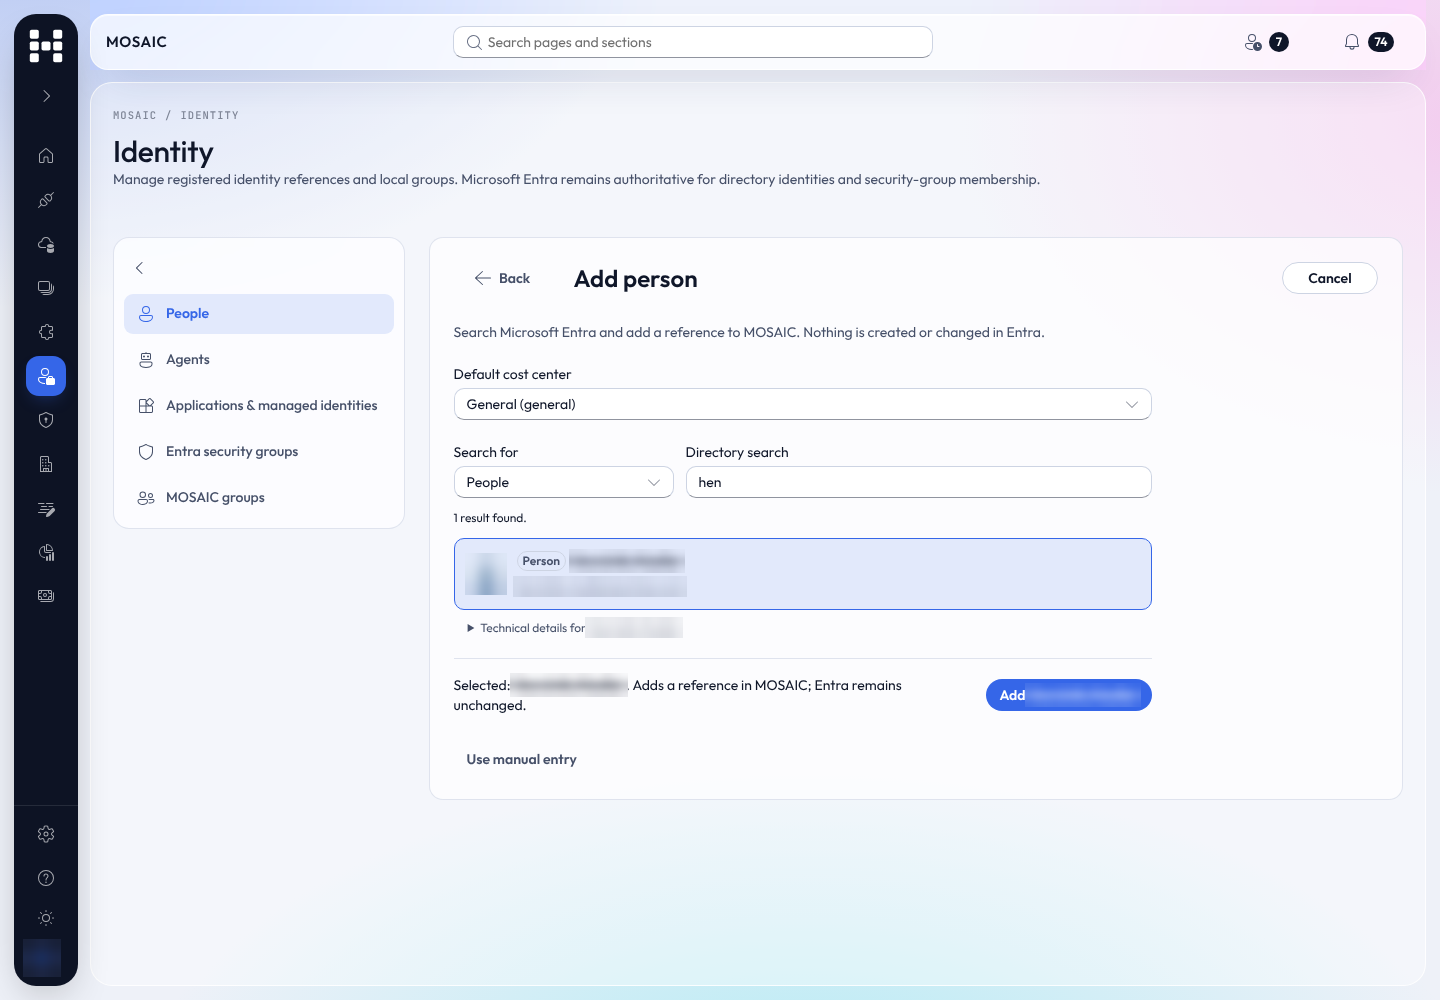 MOSAIC
Search pages and sections
7
74
MOSAIC / IDENTITY
Identity
Manage registered identity references and local groups. Microsoft Entra remains authoritative for directory identities and security-group membership.
People
Agents
Applications & managed identities
Entra security groups
MOSAIC groups
Back
Add person
Cancel
Search Microsoft Entra and add a reference to MOSAIC. Nothing is created or changed in Entra.
Default cost center
General (general)
Search for
Directory search
People
hen
1 result found.
Person
Technical details for
Selected: . Adds a reference in MOSAIC; Entra remains
unchanged.
Add
Use manual entry